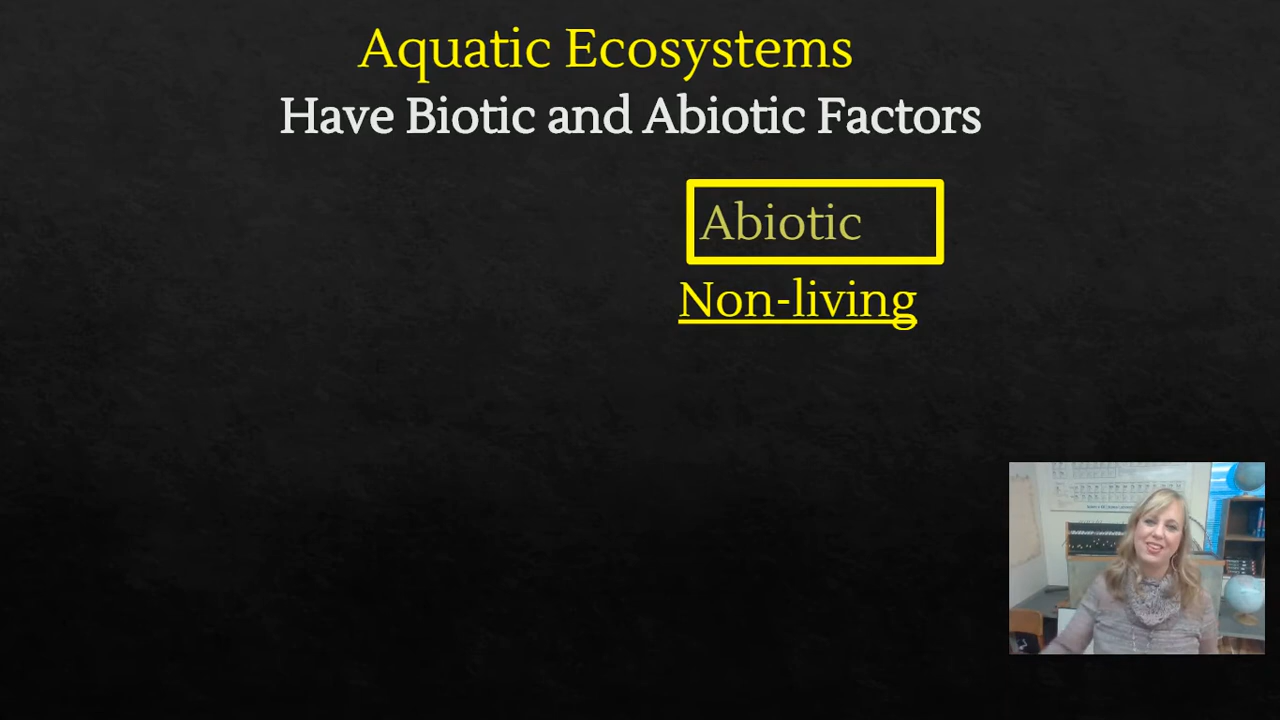 Aquatic Ecosystems
Have Biotic and Abiotic Factors
Abiotic
Non-living